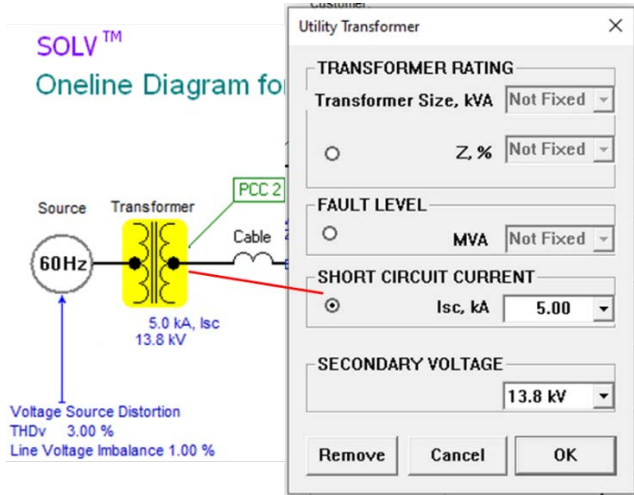 SOLV™
Oneline Diagram fo
PCC 2
Source
Transformer
Cable
60Hz
5.0 kA, Isc
13.8 kV
Voltage Source Distortion
THDv 3.00 %
Line Voltage Imbalance 1.00 %
Customer:
Utility Transformer
TRANSFORMER RATING
Transformer Size, kVA Not Fixed
Z, % Not Fixed
FAULT LEVEL
MVA Not Fixed
SHORT CIRCUIT CURRENT
Isc, kA 5.00
SECONDARY VOLTAGE
13.8 kV
Remove Cancel OK